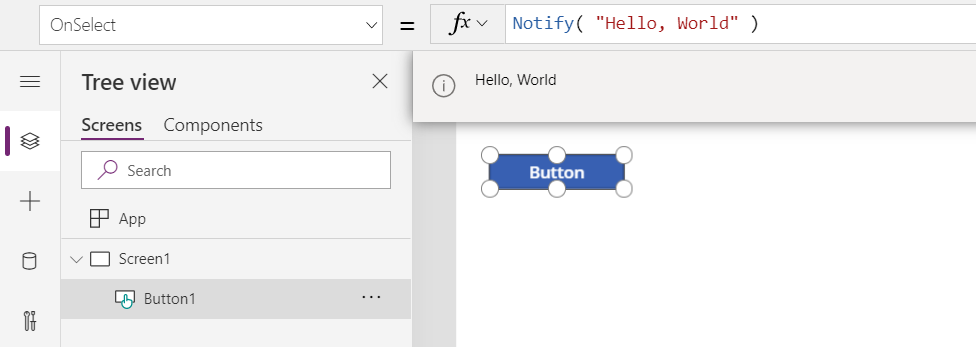 OnSelect = fx Notify( "Hello, World" )
Tree view
Hello, World
Screens Components
Search
Button
App
Screen1
Button1 ...